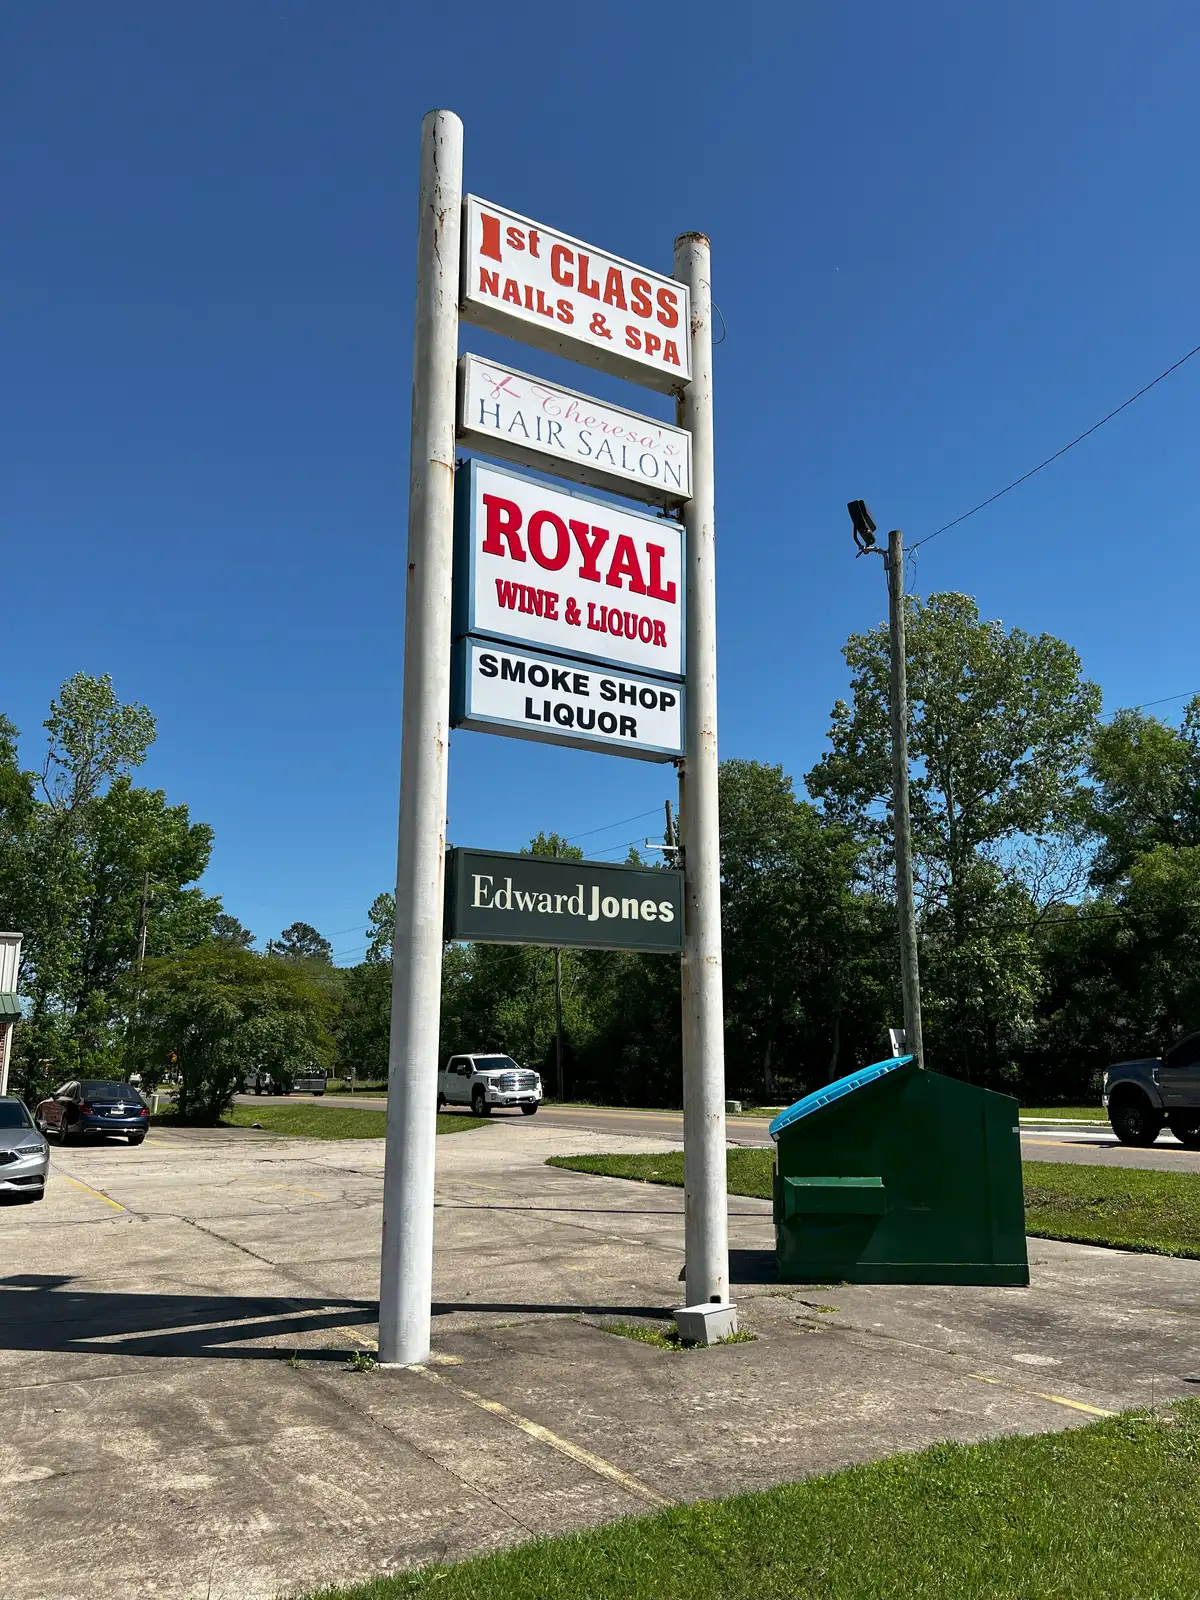 1st CLASS
NAILS & SPA
Theresa's
HAIR SALON
ROYAL
WINE & LIQUOR
SMOKE SHOP
LIQUOR
Edward Jones